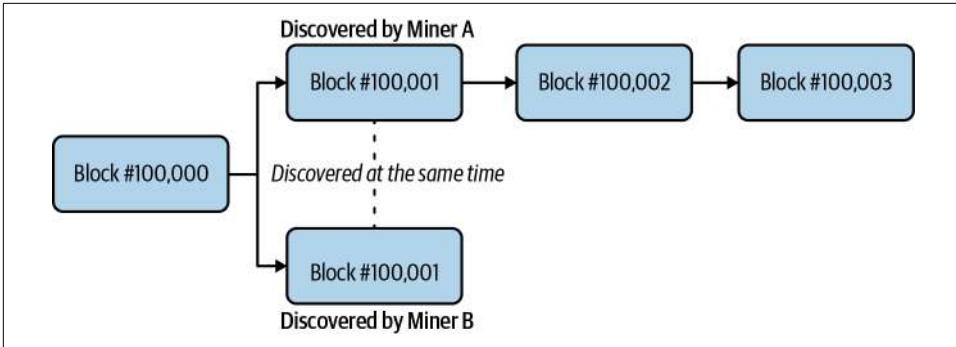 Discovered by Miner A
Block #100,001
Block #100,002
Block #100,003
Block #100,000
Discovered at the same time
Block #100,001
Discovered by Miner B